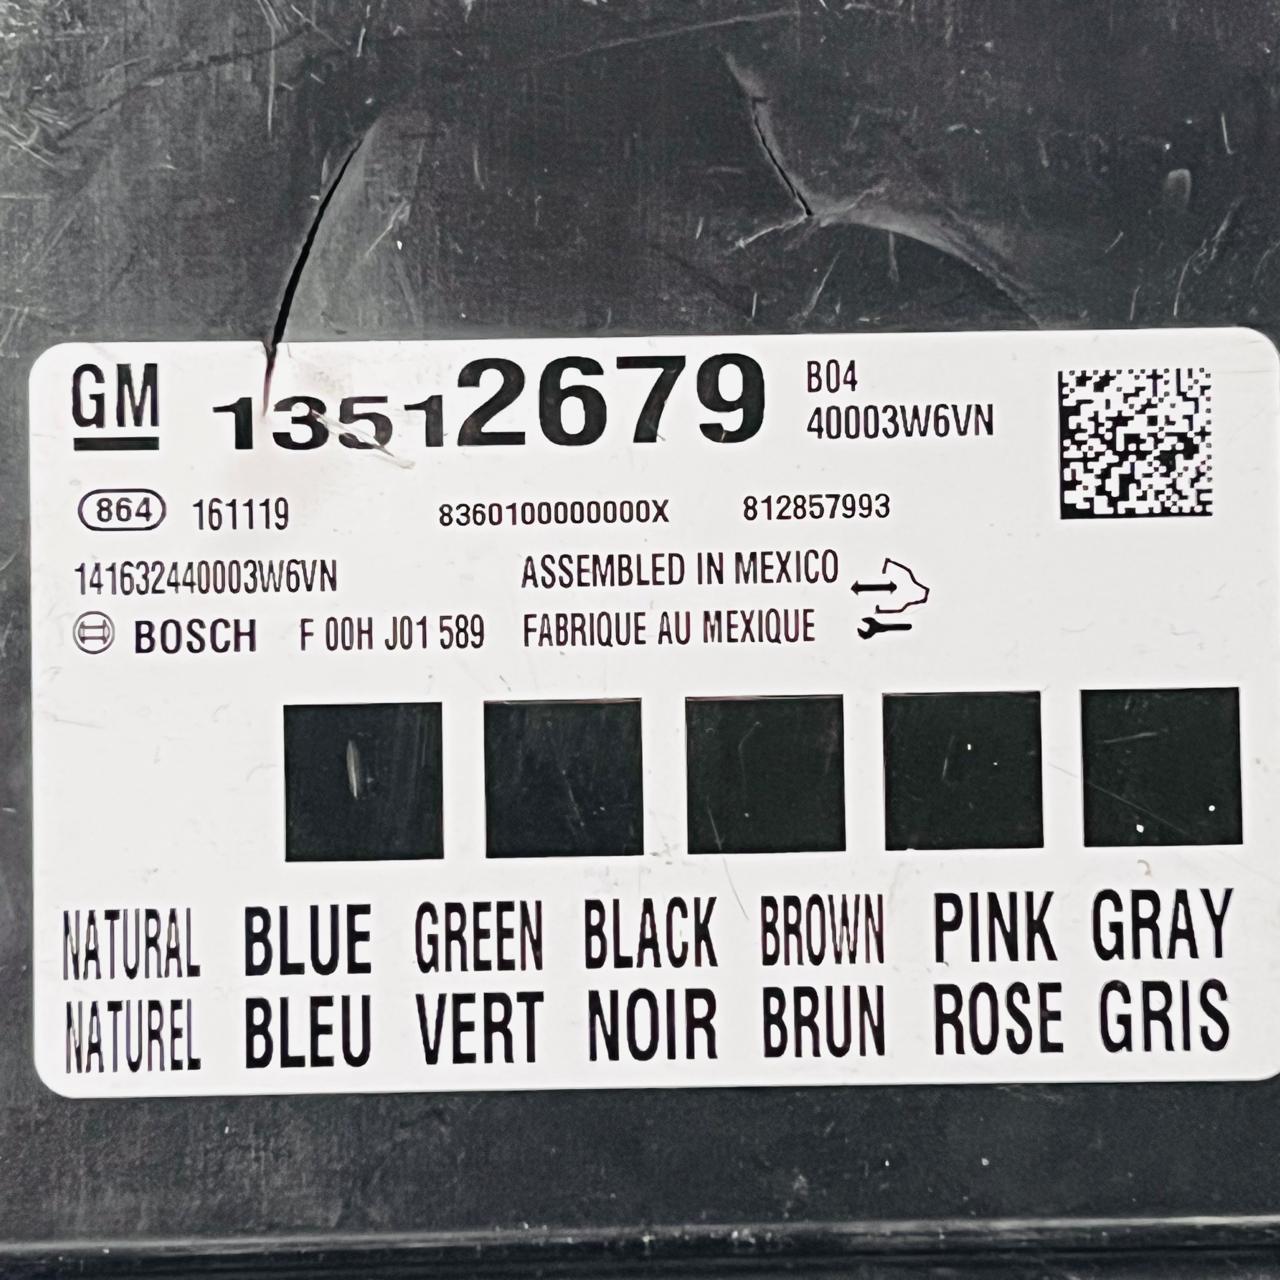 GM 13512679 B04
40003W6VN
864 161119 8360100000000X 812857993
141632440003W6VN ASSEMBLED IN MEXICO
BOSCH F 00H J01 589 FABRIQUE AU MEXIQUE
NATURAL BLUE GREEN BLACK BROWN PINK GRAY
NATUREL BLEU VERT NOIR BRUN ROSE GRIS